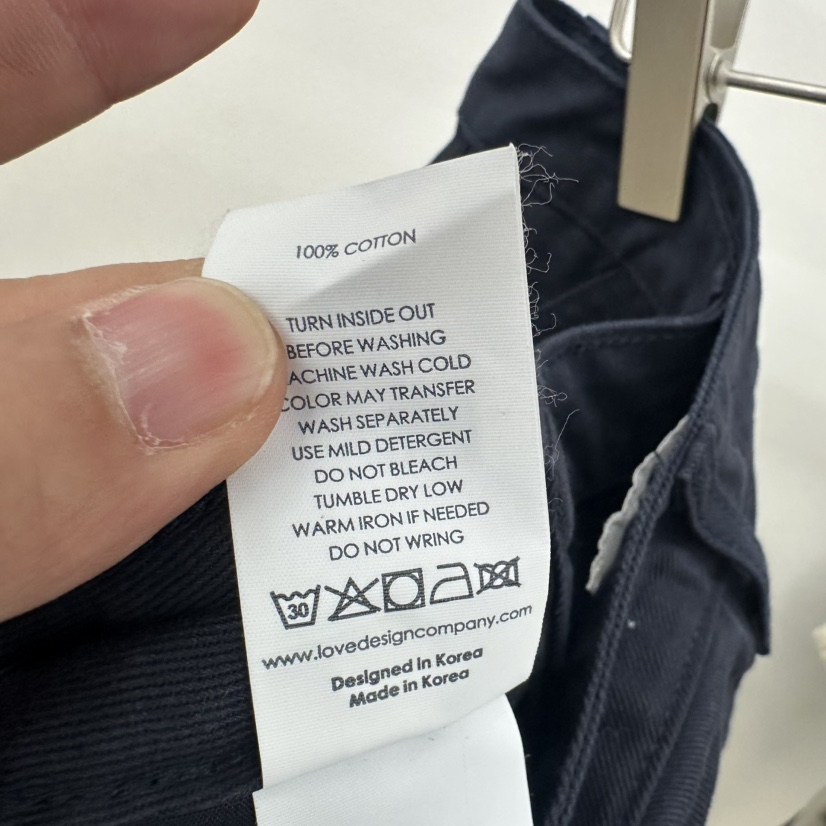 100% COTTON
TURN INSIDE OUT
BEFORE WASHING
ACHINE WASH COLD
COLOR MAY TRANSFER
WASH SEPARATELY
USE MILD DETERGENT
DO NOT BLEACH
TUMBLE DRY LOW
WARM IRON IF NEEDED
DO NOT WRING
30
www.lovedesigncompany.com
Designed in Korea
Made in Korea